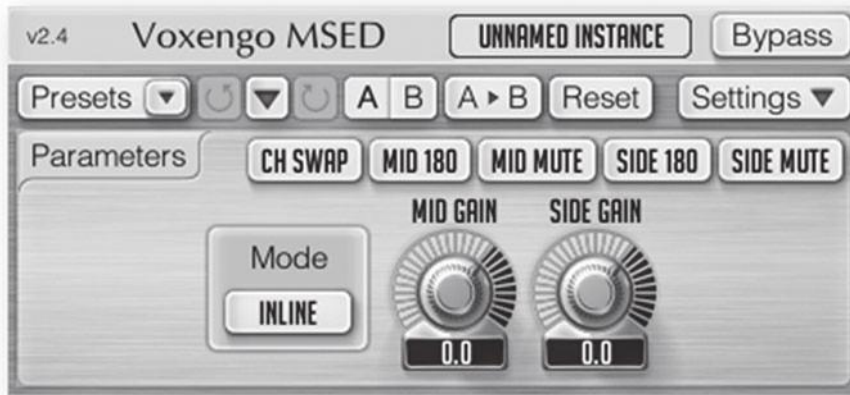 v2.4 Voxengo MSED UNNAMED INSTANCE Bypass
Presets A B A ▸ B Reset Settings
Parameters CH SWAP MID 180 MID MUTE SIDE 180 SIDE MUTE
MID GAIN SIDE GAIN
Mode
INLINE
0.0 0.0